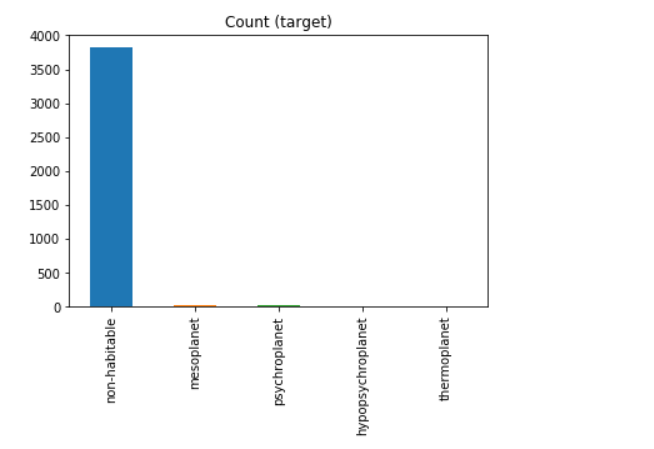 Count (target)
4000
3500
3000
2500
2000
1500
1000
500
0
non-habitable
mesoplanet
psychroplanet
hypopsychroplanet
thermoplanet